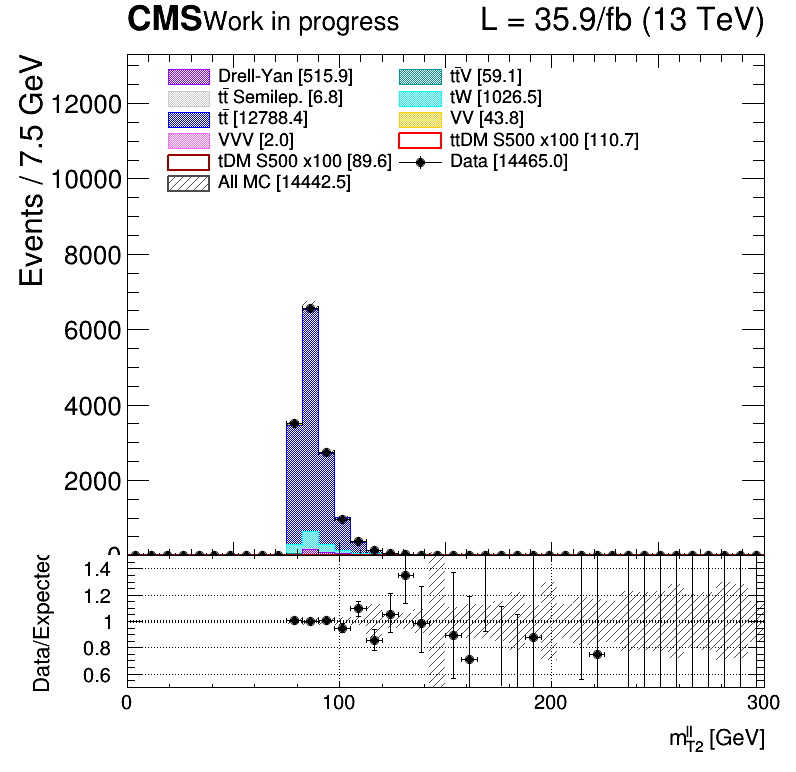 CMS Work in progress L = 35.9/fb (13 TeV)
Events / 7.5 GeV
12000
10000
8000
6000
4000
2000
0
Drell-Yan [515.9] tt̄V [59.1]
tt̄ Semilep. [6.8] tW [1026.5]
tt̄ [12788.4] VV [43.8]
VVV [2.0] ttDM S500 x100 [110.7]
tDM S500 x100 [89.6] Data [14465.0]
All MC [14442.5]
Data/Expected
1.4
1.2
1
0.8
0.6
0 100 200 300
m_{T2}^{ll} [GeV]